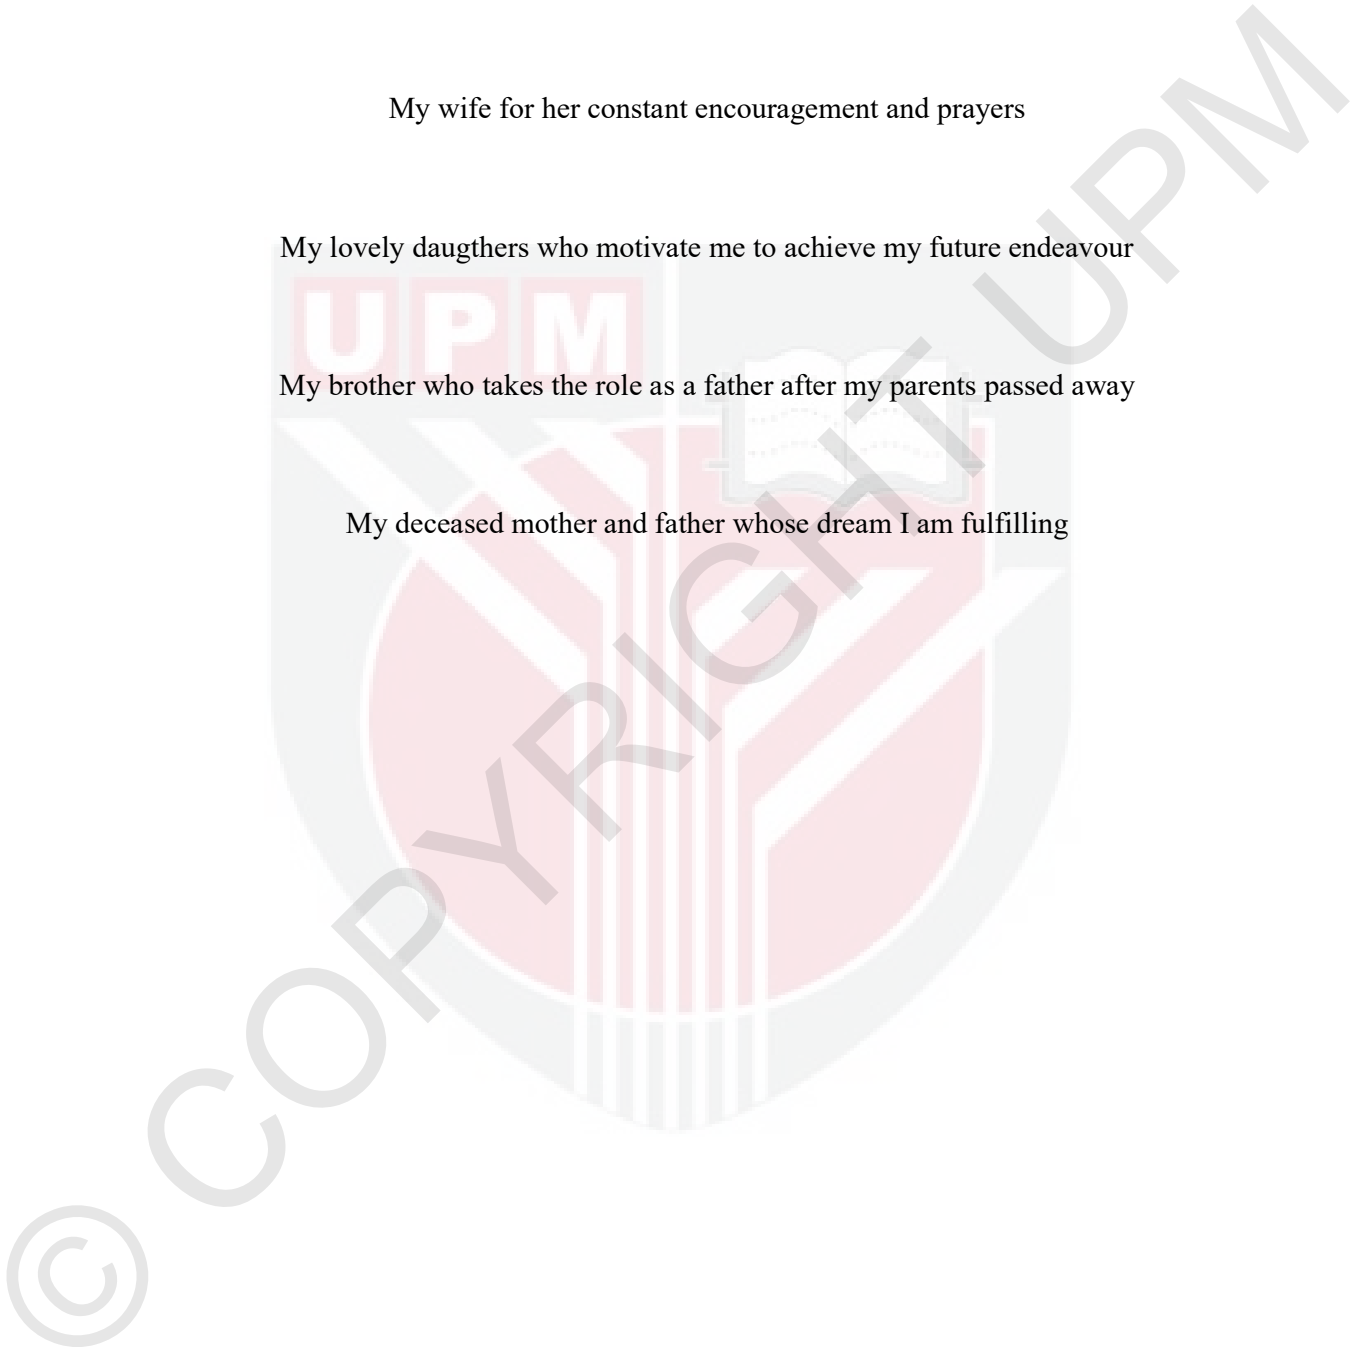 My wife for her constant encouragement and prayers
My lovely daugthers who motivate me to achieve my future endeavour
UPM
My brother who takes the role as a father after my parents passed away
My deceased mother and father whose dream I am fulfilling
© COPYRIGHT UPM